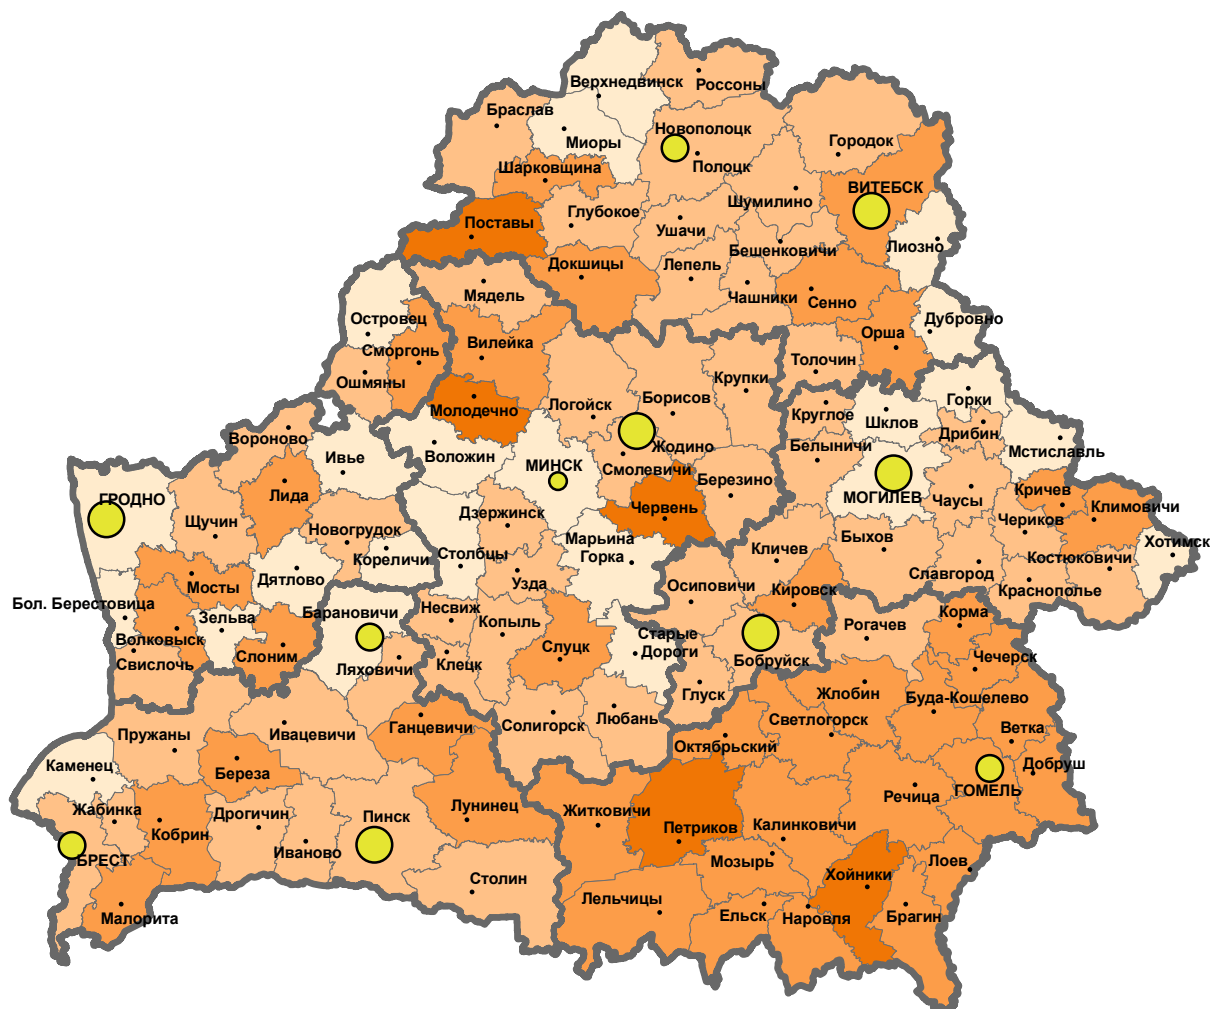 Верхнедвинск
Россоны
Браслав
Миоры
Новополоцк
Полоцк
Городок
Шарковщина
ВИТЕБСК
Шумилино
Поставы
Глубокое
Ушачи
Бешенковичи
Лиозно
Докшицы
Лепель
Мядель
Чашники
Сенно
Островец
Дубровно
Орша
Вилейка
Сморгонь
Толочин
Ошмяны
Крупки
Борисов
Логойск
Молодечно
Горки
Круглое
Шклов
Вороново
Дрибин
Жодино
Белыничи
Мстиславль
Ивье
Воложин
МИНСК
Смолевичи
Березино
Лида
ГРОДНО
МОГИЛЕВ
Чаусы
Кричев
Климовичи
Червень
Дзержинск
Щучин
Новогрудок
Чериков
Марьина
Горка
Быхов
Хотимск
Кличев
Столбцы
Кореличи
Костюковичи
Славгород
Дятлово
Узда
Мосты
Осиповичи
Кировск
Краснополье
Бол. Берестовица
Зельва
Барановичи
Несвиж
Корма
Копыль
Рогачев
Волковыск
Старые
Дороги
Слуцк
Слоним
Свислочь
Ляховичи
Клецк
Бобруйск
Чечерск
Глуск
Жлобин
Буда-Кошелево
Любань
Солигорск
Светлогорск
Ганцевичи
Ветка
Пружаны
Ивацевичи
Октябрьский
Каменец
Береза
Добруш
ГОМЕЛЬ
Речица
Лунинец
Житковичи
Жабинка
Дрогичин
Пинск
Кобрин
Петриков
Калинковичи
Иваново
БРЕСТ
Мозырь
Лоев
Хойники
Столин
Лельчицы
Малорита
Ельск
Наровля
Брагин